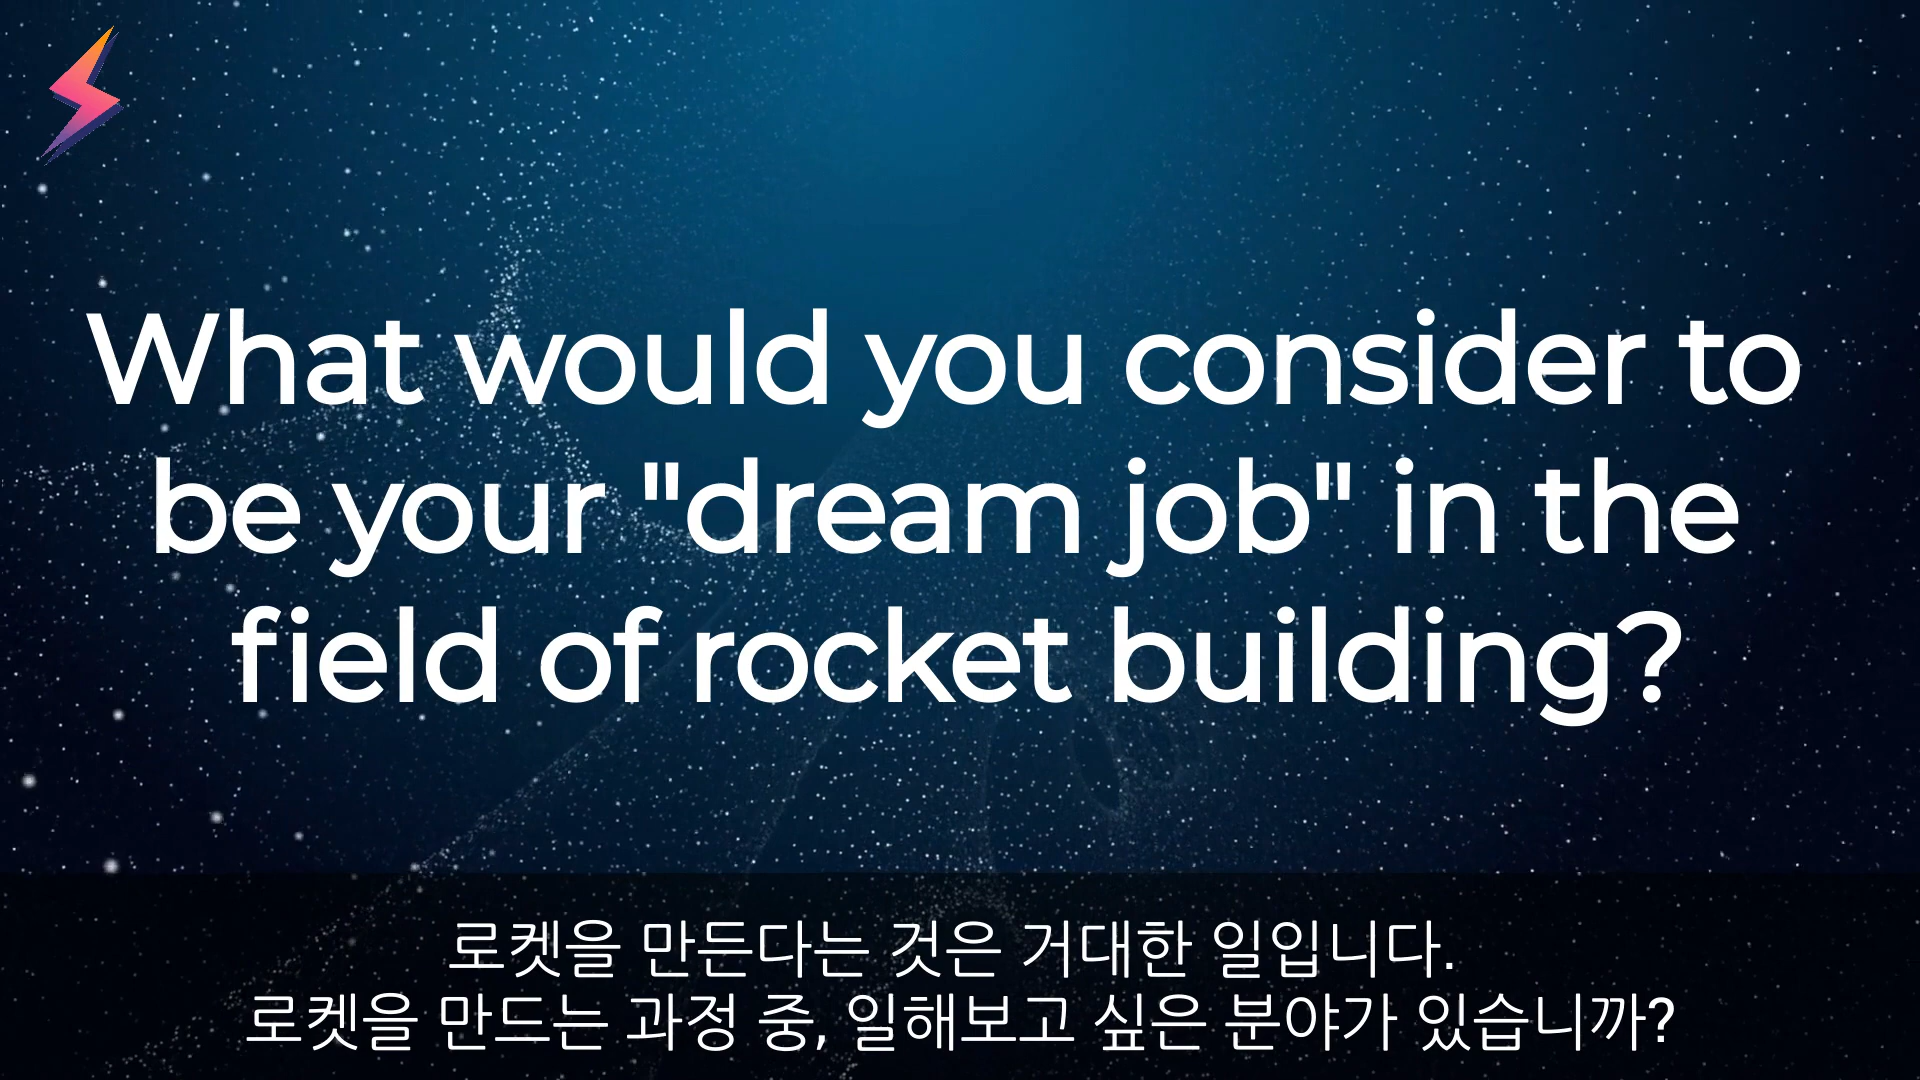 What would you consider to
be your "dream job" in the
field of rocket building?
로켓을 만든다는 것은 거대한 일입니다.
로켓을 만드는 과정 중, 일해보고 싶은 분야가 있습니까?